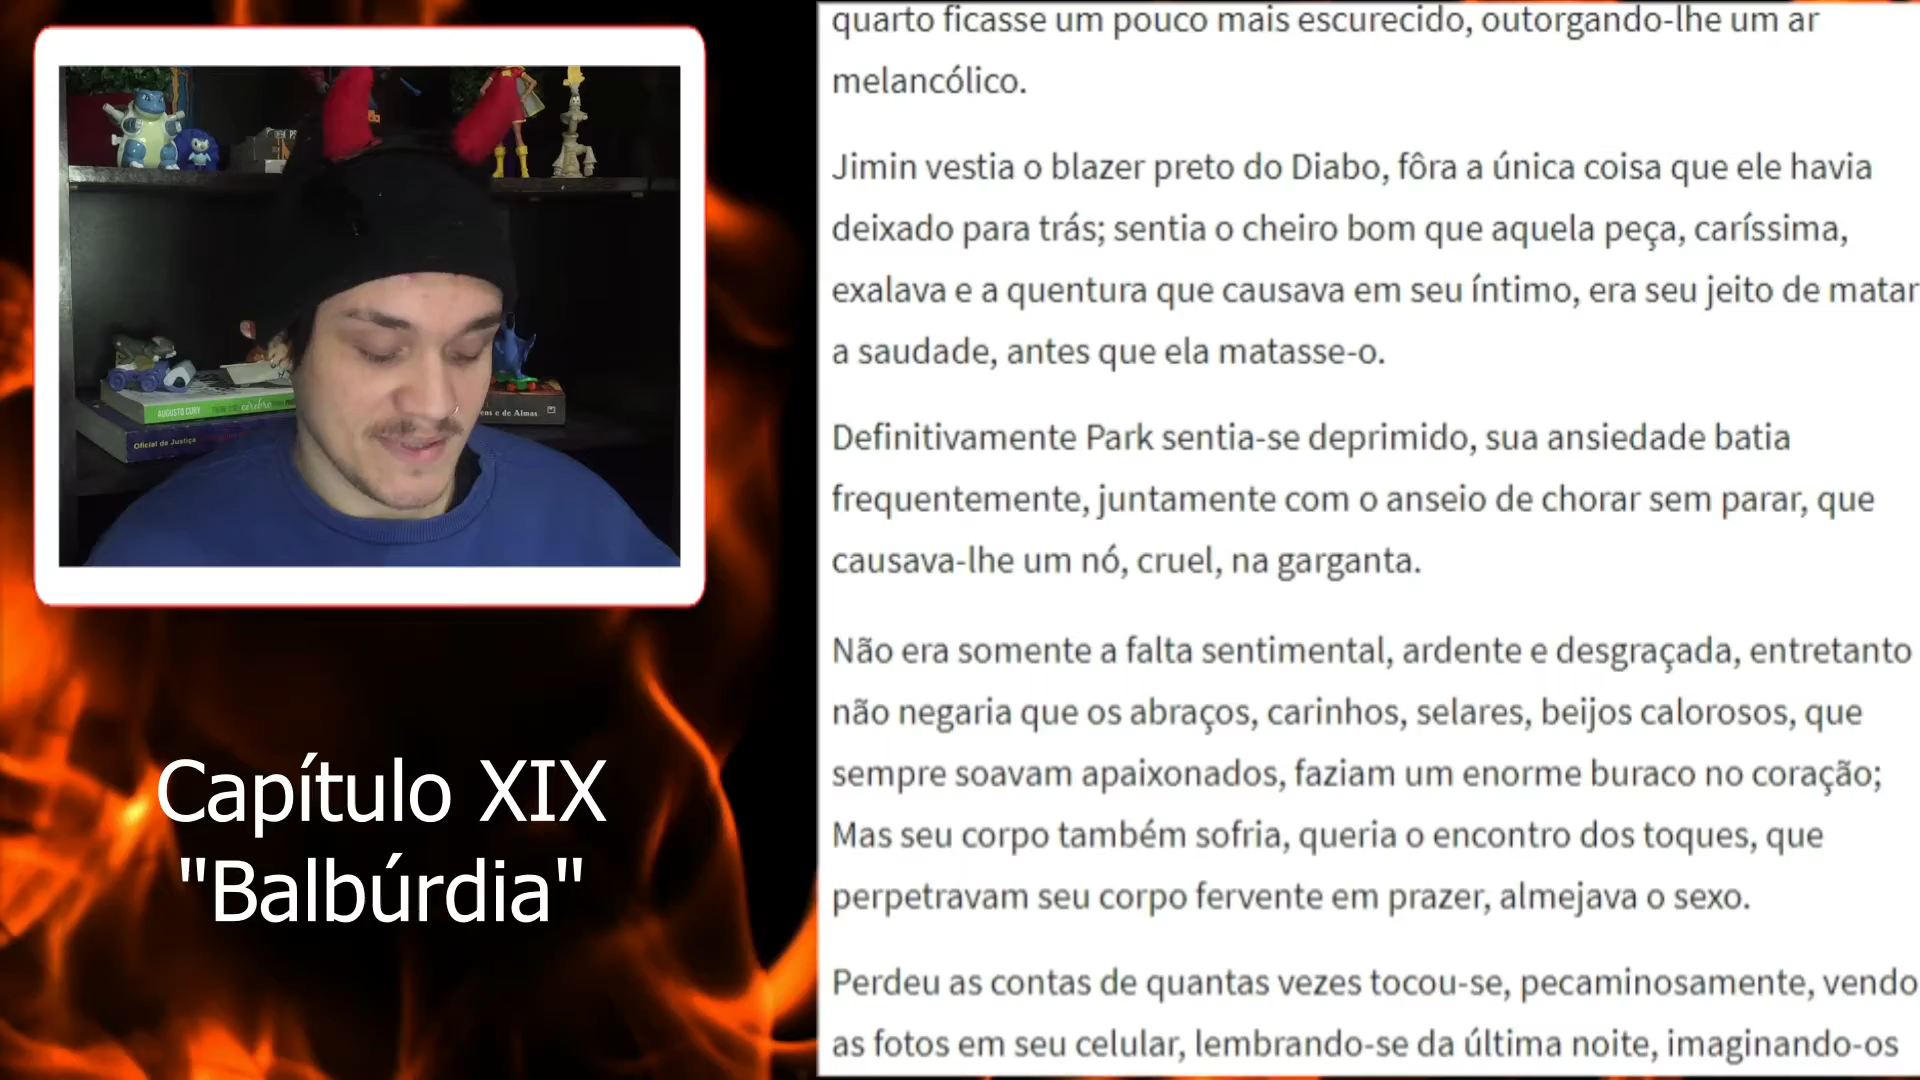 quarto ficasse um pouco mais escurecido, outorgando-lhe um ar
melancólico.
Jimin vestia o blazer preto do Diabo, fôra a única coisa que ele havia
deixado para trás; sentia o cheiro bom que aquela peça, caríssima,
exalava e a quentura que causava em seu íntimo, era seu jeito de matar
a saudade, antes que ela matasse-o.
Definitivamente Park sentia-se deprimido, sua ansiedade batia
frequentemente, juntamente com o anseio de chorar sem parar, que
causava-lhe um nó, cruel, na garganta.
Não era somente a falta sentimental, ardente e desgraçada, entretanto
não negaria que os abraços, carinhos, selares, beijos calorosos, que
sempre soavam apaixonados, faziam um enorme buraco no coração;
Mas seu corpo também sofria, queria o encontro dos toques, que
perpetravam seu corpo fervente em prazer, almejava o sexo.
Perdeu as contas de quantas vezes tocou-se, pecaminosamente, vendo
as fotos em seu celular, lembrando-se da última noite, imaginando-os
AUGUSTO CURY
cérebro
Oficial de Justiça
ens e de Almas
Capítulo XIX
"Balbúrdia"